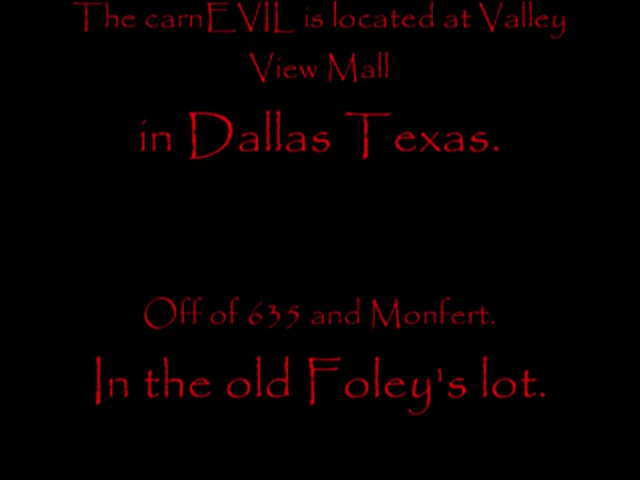 The carnEVIL is located at Valley
View Mall
in Dallas Texas.
Off of 635 and Monfert.
In the old Foley's lot.